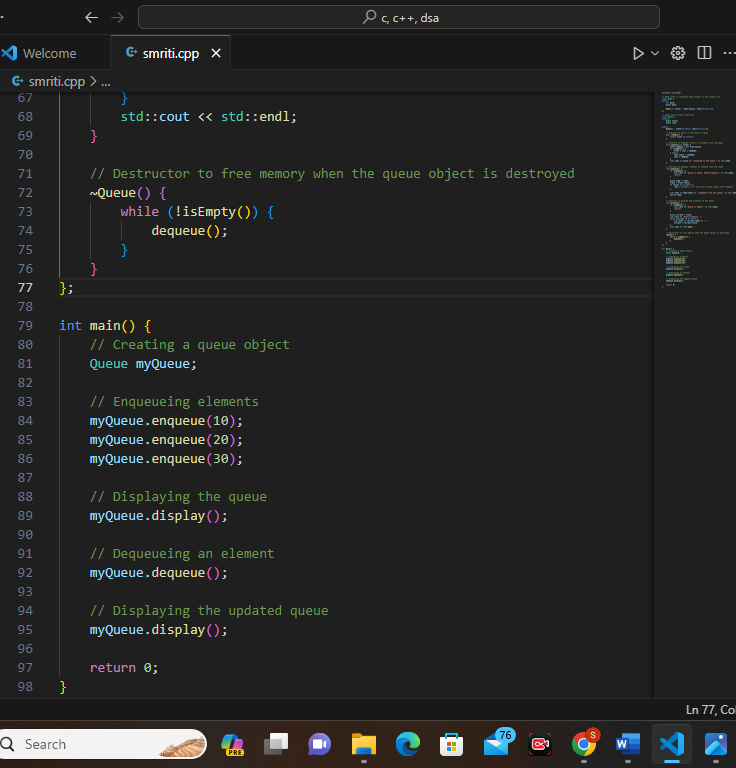 c, c++, dsa
Welcome
smriti.cpp
smriti.cpp > ...
67 }
68 std::cout << std::endl;
69 }
70
71 // Destructor to free memory when the queue object is destroyed
72 ~Queue() {
73 while (!isEmpty()) {
74 dequeue();
75 }
76 }
77 };
78
79 int main() {
80 // Creating a queue object
81 Queue myQueue;
82
83 // Enqueueing elements
84 myQueue.enqueue(10);
85 myQueue.enqueue(20);
86 myQueue.enqueue(30);
87
88 // Displaying the queue
89 myQueue.display();
90
91 // Dequeueing an element
92 myQueue.dequeue();
93
94 // Displaying the updated queue
95 myQueue.display();
96
97 return 0;
98 }
Ln 77, Co
Search
PRE
76
S
W